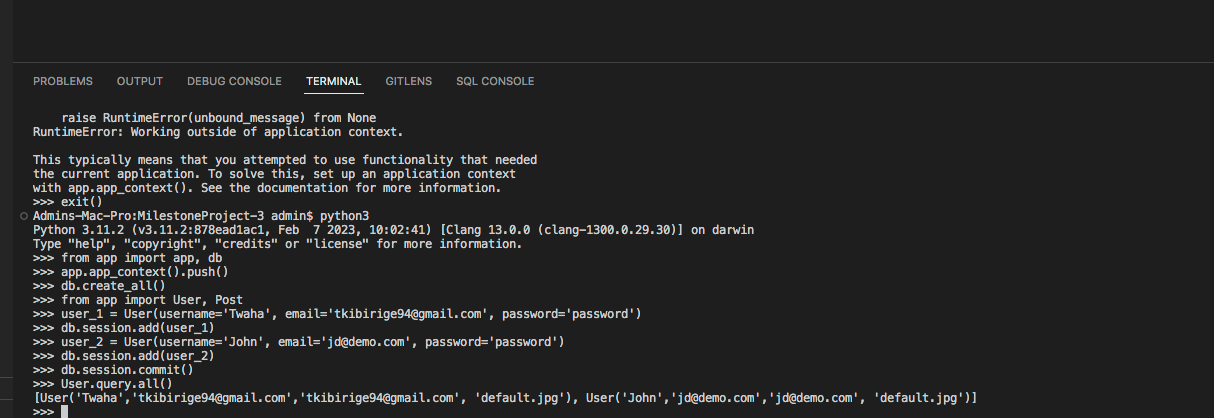 PROBLEMS OUTPUT DEBUG CONSOLE TERMINAL GITLENS SQL CONSOLE
    raise RuntimeError(unbound_message) from None
RuntimeError: Working outside of application context.

This typically means that you attempted to use functionality that needed
the current application. To solve this, set up an application context
with app.app_context(). See the documentation for more information.
>>> exit()
Admins-Mac-Pro:MilestoneProject-3 admin$ python3
Python 3.11.2 (v3.11.2:878ead1ac1, Feb  7 2023, 10:02:41) [Clang 13.0.0 (clang-1300.0.29.30)] on darwin
Type "help", "copyright", "credits" or "license" for more information.
>>> from app import app, db
>>> app.app_context().push()
>>> db.create_all()
>>> from app import User, Post
>>> user_1 = User(username='Twaha', email='tkibirige94@gmail.com', password='password')
>>> db.session.add(user_1)
>>> user_2 = User(username='John', email='jd@demo.com', password='password')
>>> db.session.add(user_2)
>>> db.session.commit()
>>> User.query.all()
[User('Twaha','tkibirige94@gmail.com','tkibirige94@gmail.com', 'default.jpg'), User('John','jd@demo.com','jd@demo.com', 'default.jpg')]
>>>